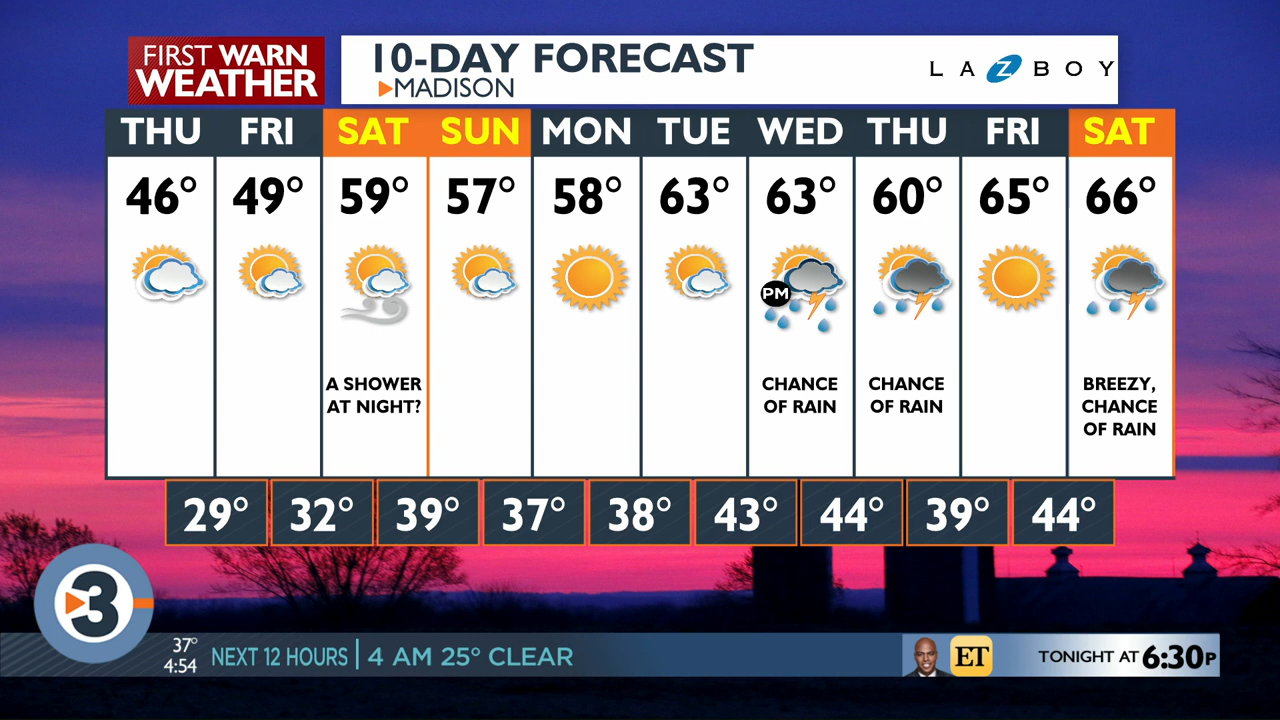 FIRST WARN
WEATHER
10-DAY FORECAST
MADISON
LA Z BOY
THU FRI SAT SUN MON TUE WED THU FRI SAT
46° 49° 59° 57° 58° 63° 63° 60° 65° 66°
PM
A SHOWER
AT NIGHT?
CHANCE
OF RAIN
CHANCE
OF RAIN
BREEZY,
CHANCE
OF RAIN
29° 32° 39° 37° 38° 43° 44° 39° 44°
3
37°
4:54
NEXT 12 HOURS | 4 AM 25° CLEAR
ET
TONIGHT AT 6:30P